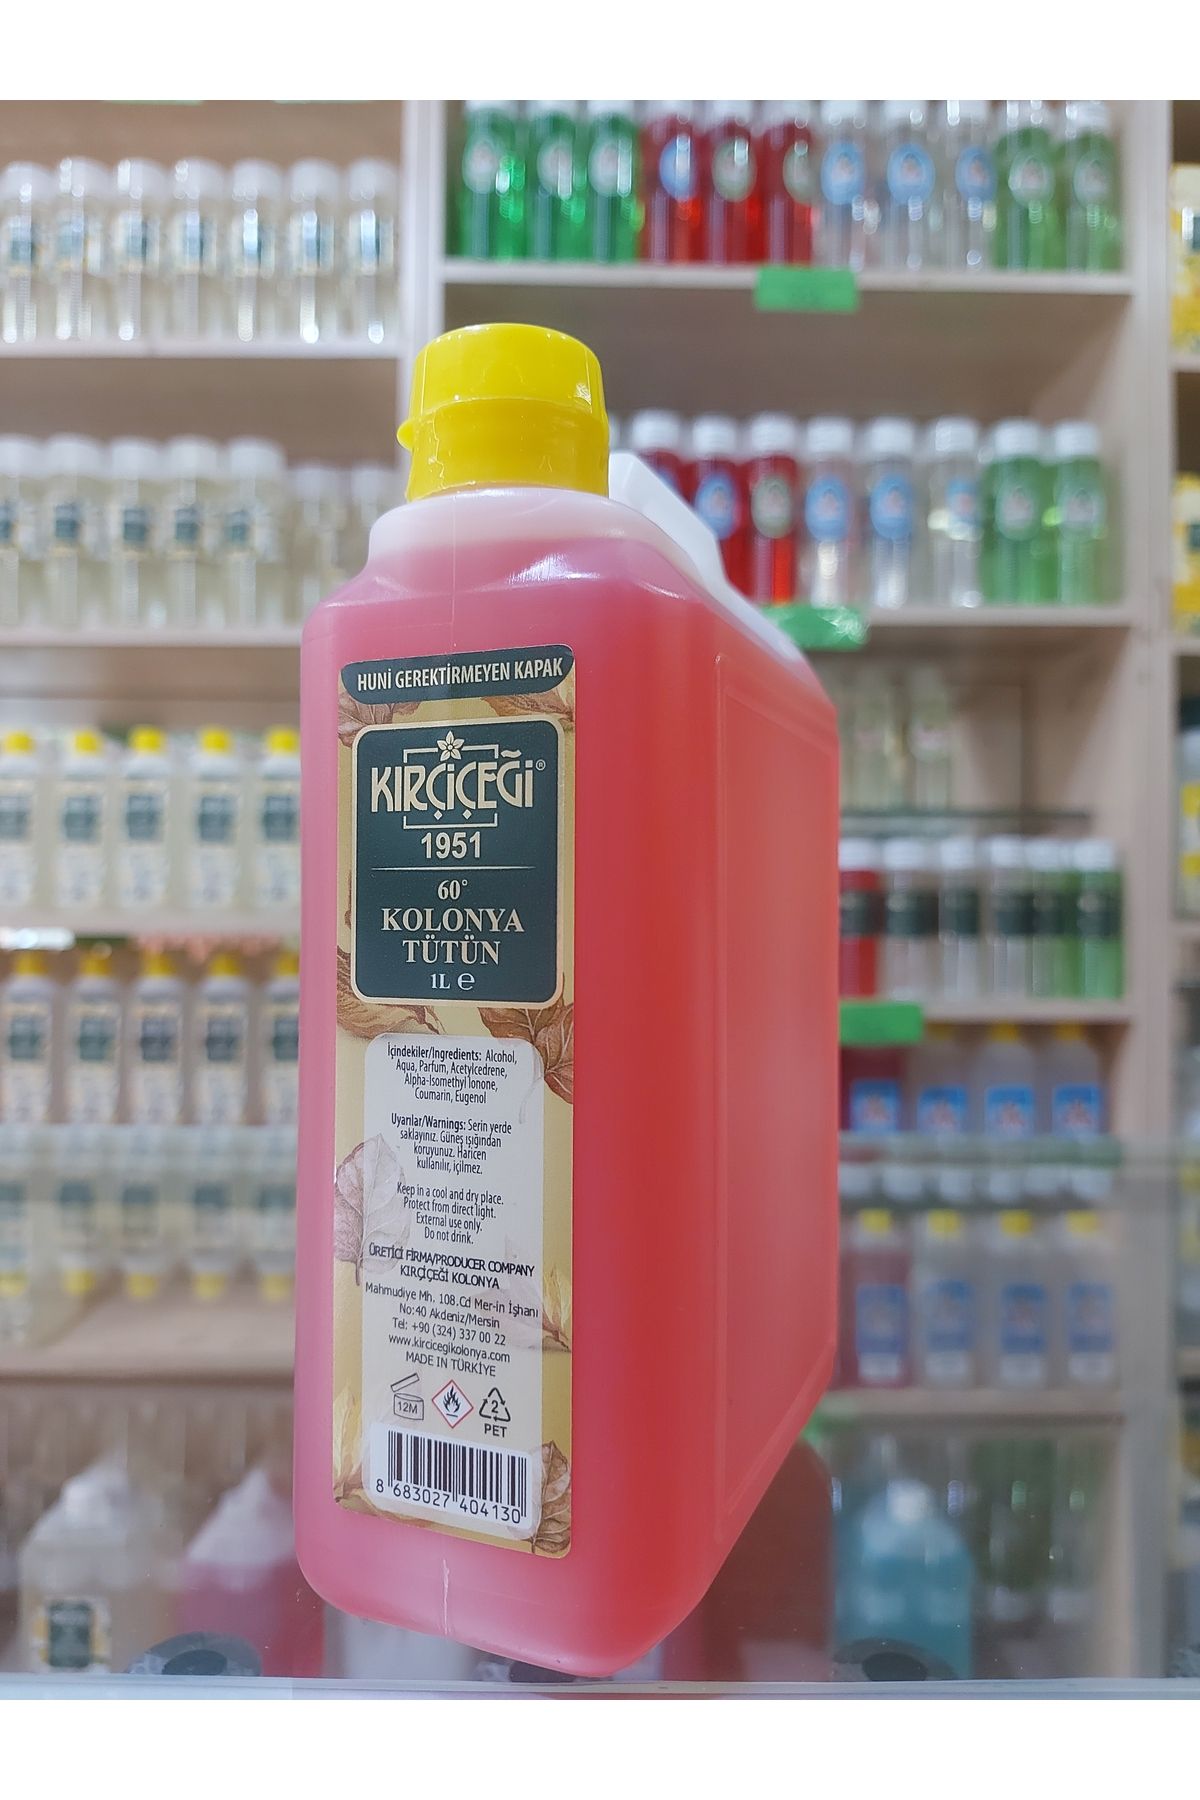 HUNİ GEREKTİRMEYEN KAPAK
KIRÇİÇEĞİ®
1951
60°
KOLONYA
TÜTÜN
1L ℮
İçindekiler/Ingredients: Alcohol,
Aqua, Parfum, Acetylcedrene,
Alpha-Isomethyl Ionone,
Coumarin, Eugenol
Uyarılar/Warnings: Serin yerde
saklayınız. Güneş ışığından
koruyunuz. Haricen
kullanılır, içilmez.
Keep in a cool and dry place.
Protect from direct light.
External use only.
Do not drink.
ÜRETİCİ FİRMA/PRODUCER COMPANY
KIRÇİÇEĞİ KOLONYA
Mahmudiye Mh. 108.Cd Mer-in İşhanı
No:40 Akdeniz/Mersin
Tel: +90 (324) 337 00 22
www.kircicegikolonya.com
MADE IN TÜRKİYE
12M
2
PET
8 683027 404130